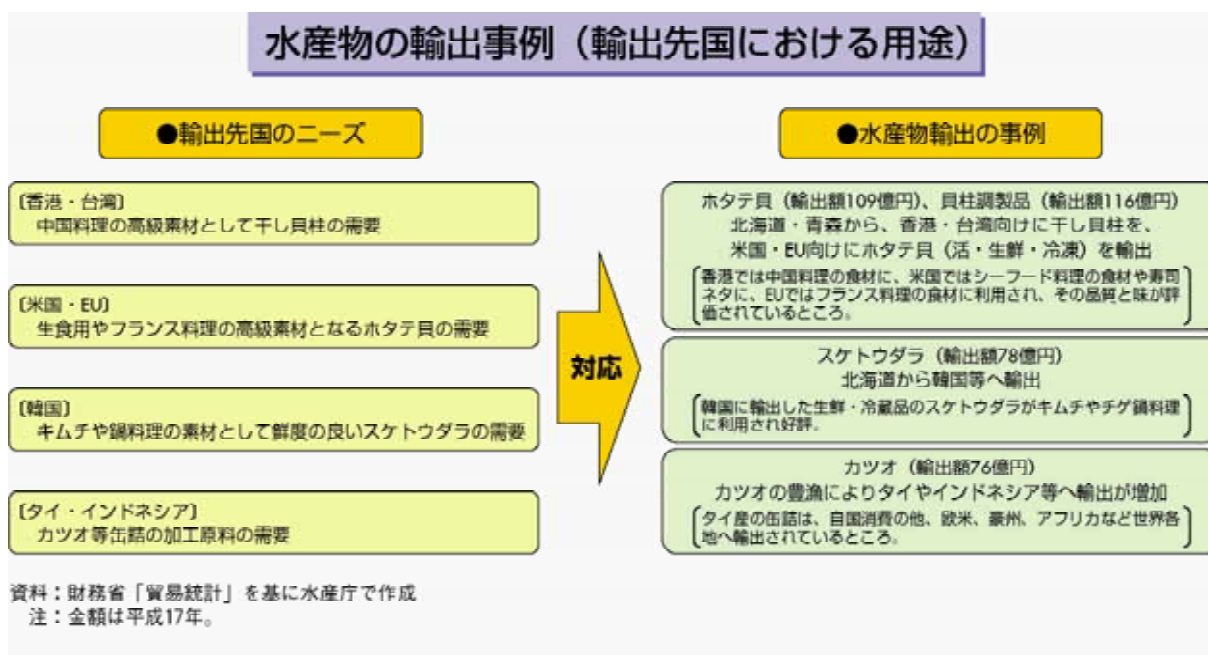 水産物の輸出事例（輸出先国における用途）
●輸出先国のニーズ
〔香港・台湾〕
中国料理の高級素材として干し貝柱の需要
〔米国・EU〕
生食用やフランス料理の高級素材となるホタテ貝の需要
〔韓国〕
キムチや鍋料理の素材として鮮度の良いスケトウダラの需要
〔タイ・インドネシア〕
カツオ等缶詰の加工原料の需要
対応
●水産物輸出の事例
ホタテ貝（輸出額109億円）、貝柱調製品（輸出額116億円）
北海道・青森から、香港・台湾向けに干し貝柱を、
米国・EU向けにホタテ貝（活・生鮮・冷凍）を輸出
香港では中国料理の食材に、米国ではシーフード料理の食材や寿司
ネタに、EUではフランス料理の食材に利用され、その品質と味が評
価されているところ。
スケトウダラ（輸出額78億円）
北海道から韓国等へ輸出
韓国に輸出した生鮮・冷蔵品のスケトウダラがキムチやチゲ鍋料理
に利用され好評。
カツオ（輸出額76億円）
カツオの豊漁によりタイやインドネシア等へ輸出が増加
タイ産の缶詰は、自国消費の他、欧米、豪州、アフリカなど世界各
地へ輸出されているところ。
資料：財務省「貿易統計」を基に水産庁で作成
注：金額は平成17年。